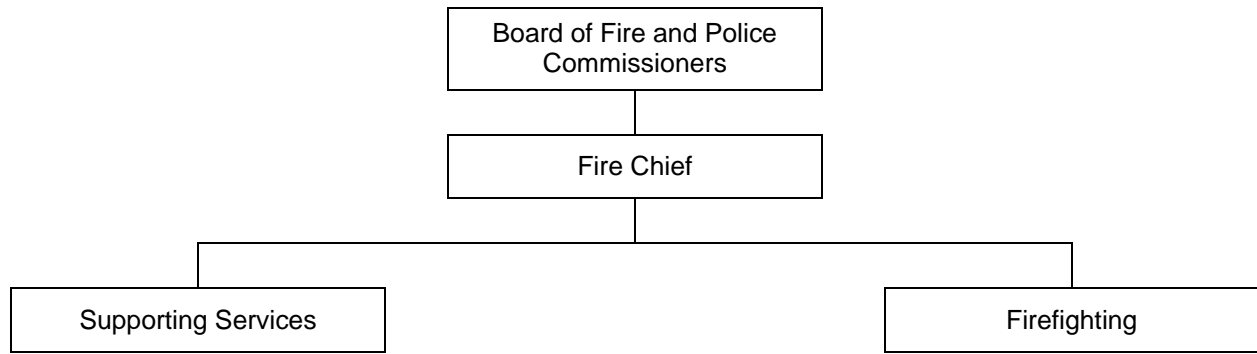 Board of Fire and Police
Commissioners
Fire Chief
Supporting Services
Firefighting